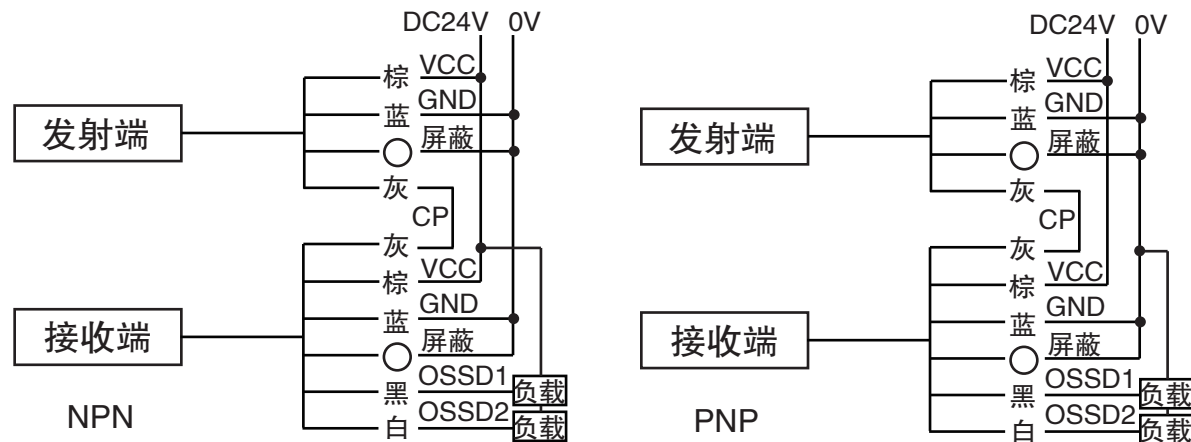 DC24V 0V
棕 VCC
蓝 GND
发射端
屏蔽
灰
CP
灰
棕 VCC
蓝 GND
接收端
屏蔽
黑 OSSD1 负载
白 OSSD2 负载
NPN
DC24V 0V
棕 VCC
蓝 GND
发射端
屏蔽
灰
CP
灰
棕 VCC
蓝 GND
接收端
屏蔽
黑 OSSD1 负载
白 OSSD2 负载
PNP